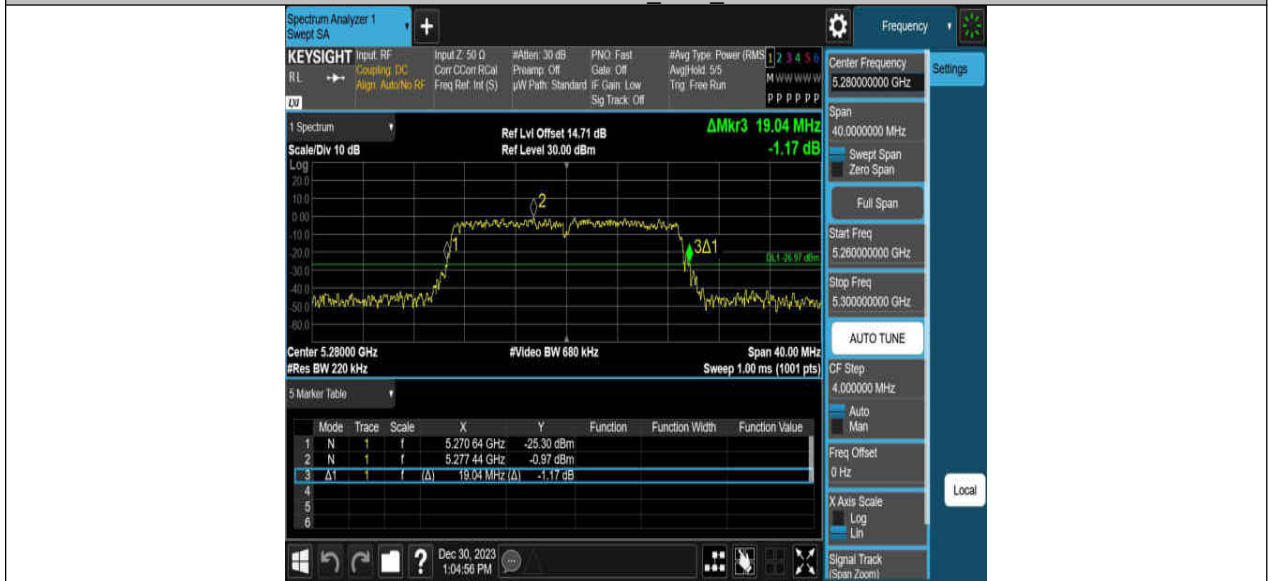 Spectrum Analyzer 1
Swept SA
+
Frequency
KEYSIGHT
RL
LXI
Input: RF
Coupling: DC
Align: Auto/No RF
Input Z: 50 Ω
Corr CCorr RCal
Freq Ref: Int (S)
#Atten: 30 dB
Preamp: Off
µW Path: Standard
PNO: Fast
Gate: Off
IF Gain: Low
Sig Track: Off
#Avg Type: Power (RMS
Avg|Hold: 5/5
Trig: Free Run
1 2 3 4 5 6
M W W W W W
P P P P P P
1 Spectrum
Scale/Div 10 dB
Ref Lvl Offset 14.71 dB
Ref Level 30.00 dBm
ΔMkr3 19.04 MHz
-1.17 dB
Log
20.0
10.0
0.00
-10.0
-20.0
-30.0
-40.0
-50.0
-60.0
1
2
3Δ1
DL1 -26.97 dBm
Center 5.28000 GHz
#Video BW 680 kHz
Span 40.00 MHz
#Res BW 220 kHz
Sweep 1.00 ms (1001 pts)
5 Marker Table
Mode Trace Scale X Y Function Function Width Function Value
1 N 1 f 5.270 64 GHz -25.30 dBm
2 N 1 f 5.277 44 GHz -0.97 dBm
3 Δ1 1 f (Δ) 19.04 MHz (Δ) -1.17 dB
4
5
6
?
Dec 30, 2023
1:04:56 PM
Center Frequency
5.280000000 GHz
Settings
Span
40.0000000 MHz
Swept Span
Zero Span
Full Span
Start Freq
5.260000000 GHz
Stop Freq
5.300000000 GHz
AUTO TUNE
CF Step
4.000000 MHz
Auto
Man
Freq Offset
0 Hz
X Axis Scale
Log
Lin
Local
Signal Track
(Span Zoom)